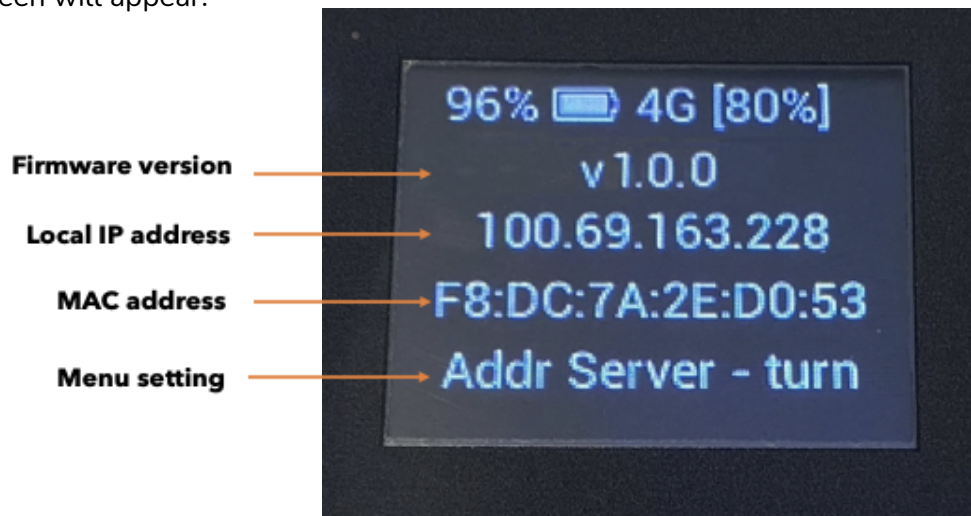 een will appear:
96% 4G [80%]
Firmware version v1.0.0
Local IP address 100.69.163.228
MAC address F8:DC:7A:2E:D0:53
Menu setting Addr Server - turn